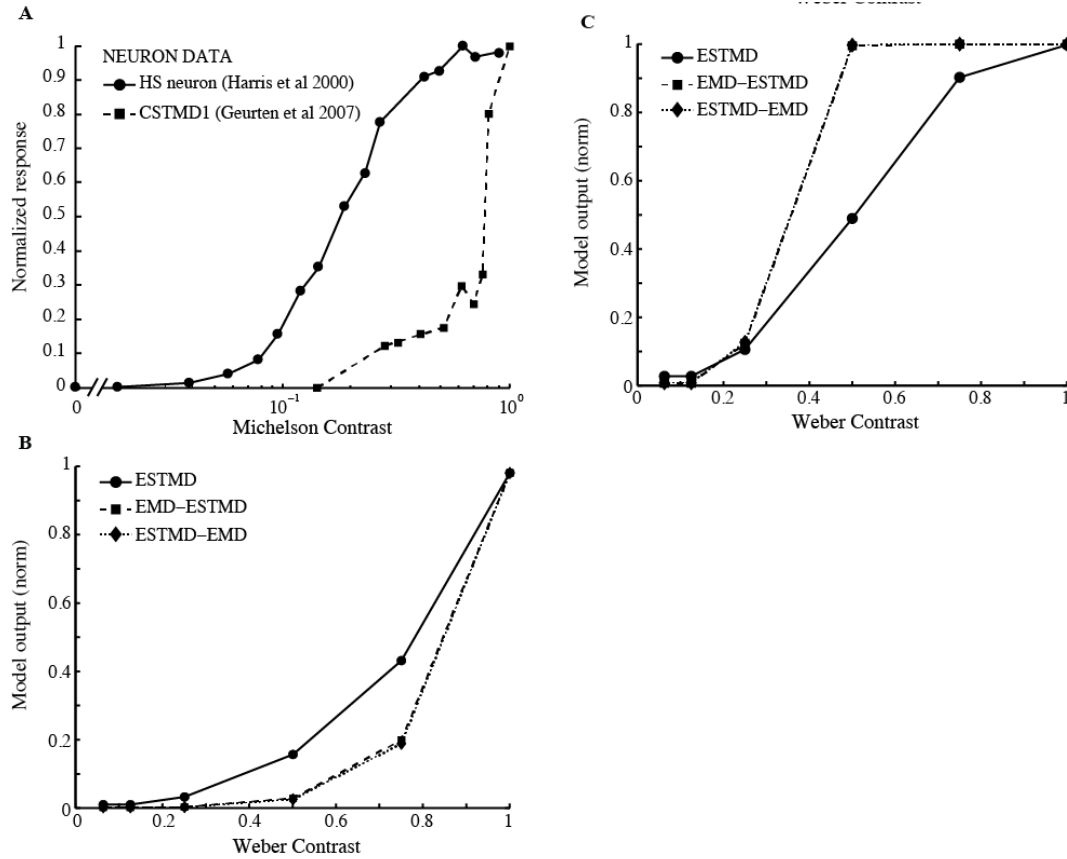 A
NEURON DATA
HS neuron (Harris et al 2000)
CSTMD1 (Geurten et al 2007)
Normalized response
1
0.9
0.8
0.7
0.6
0.5
0.4
0.3
0.2
0.1
0
0
10⁻¹
10⁰
Michelson Contrast
B
ESTMD
EMD–ESTMD
ESTMD–EMD
Model output (norm)
1
0.8
0.6
0.4
0.2
0
0
0.2
0.4
0.6
0.8
1
Weber Contrast
Weber Contrast
C
ESTMD
EMD–ESTMD
ESTMD–EMD
Model output (norm)
1
0.8
0.6
0.4
0.2
0
0
0.2
0.4
0.6
0.8
1
Weber Contrast